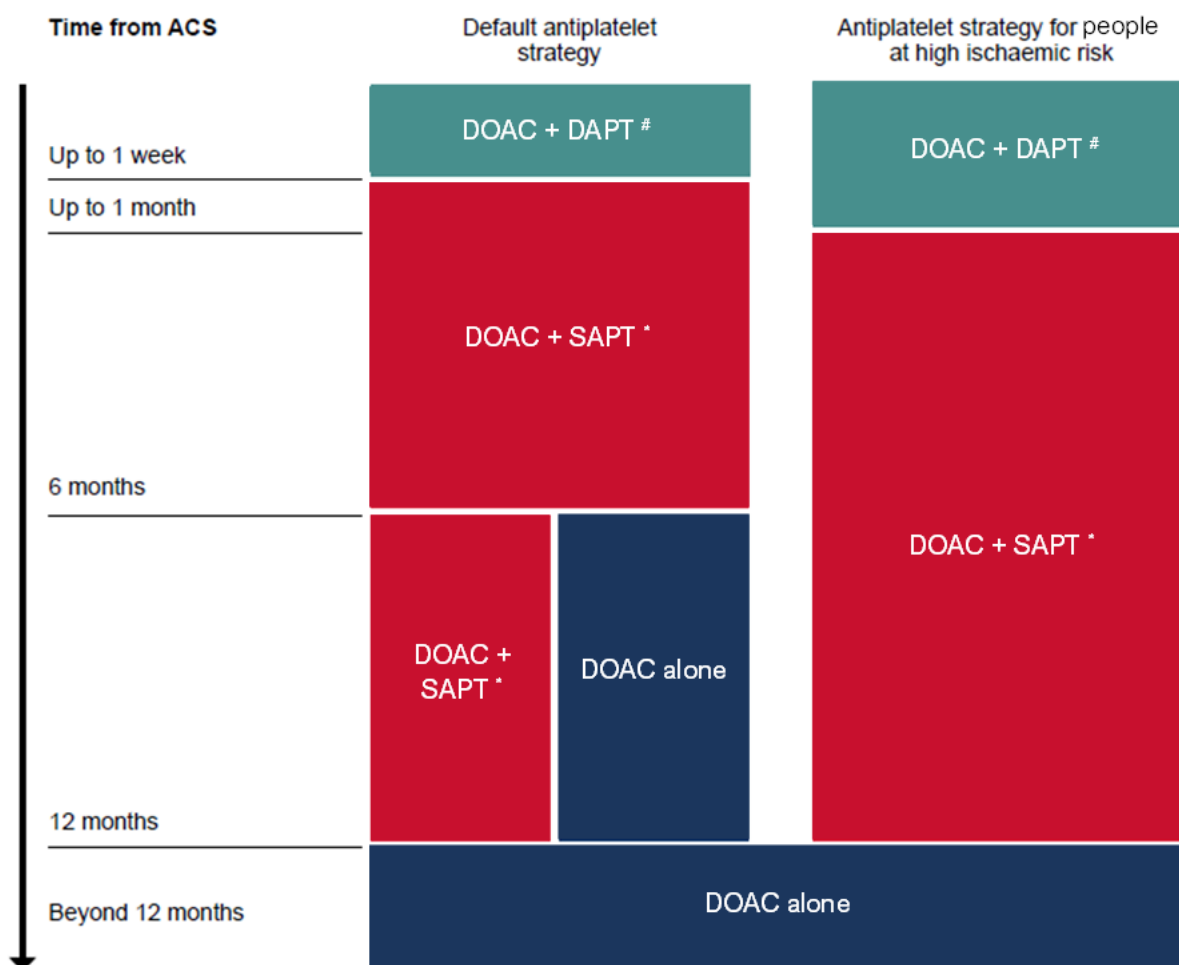 Time from ACS
Default antiplatelet
strategy
Antiplatelet strategy for people
at high ischaemic risk
DOAC + DAPT #
DOAC + DAPT #
Up to 1 week
Up to 1 month
DOAC + SAPT *
6 months
DOAC + SAPT *
DOAC +
SAPT *
DOAC alone
12 months
Beyond 12 months
DOAC alone